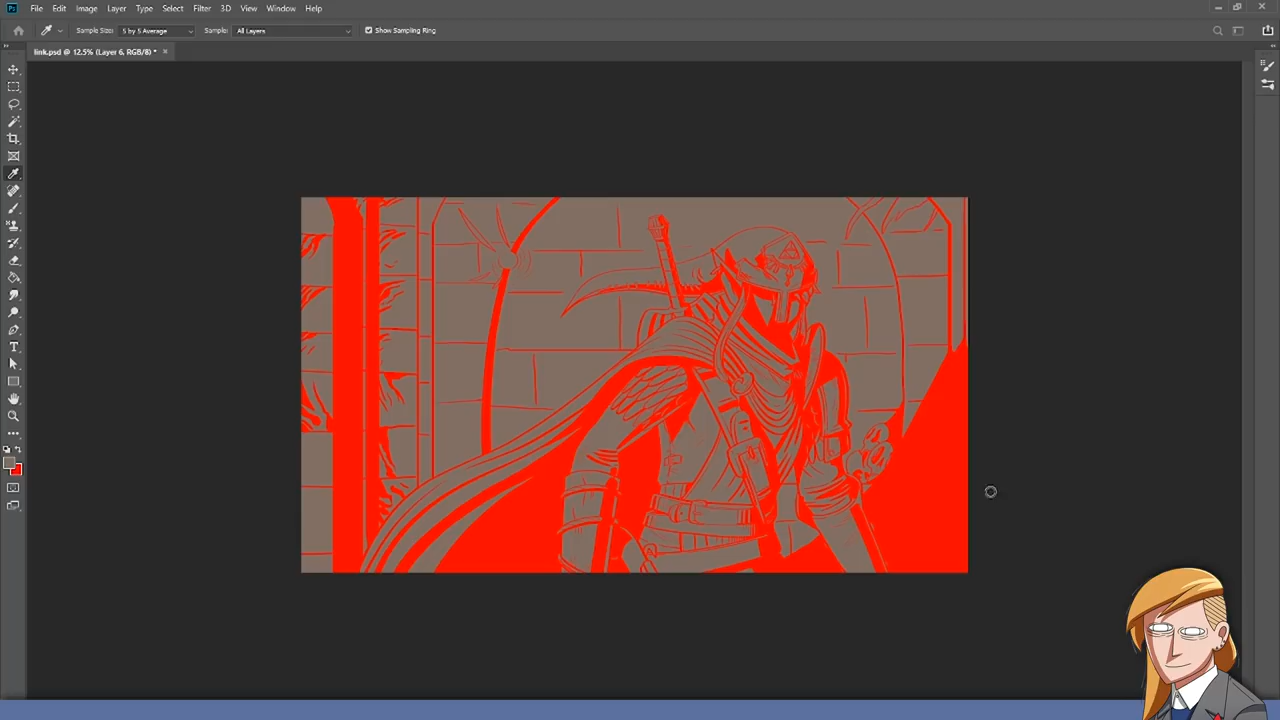 Ps File Edit Image Layer Type Select Filter 3D View Window Help
Sample Size: 5 by 5 Average Sample: All Layers Show Sampling Ring
link.psd @ 12.5% (Layer 6, RGB/8) *